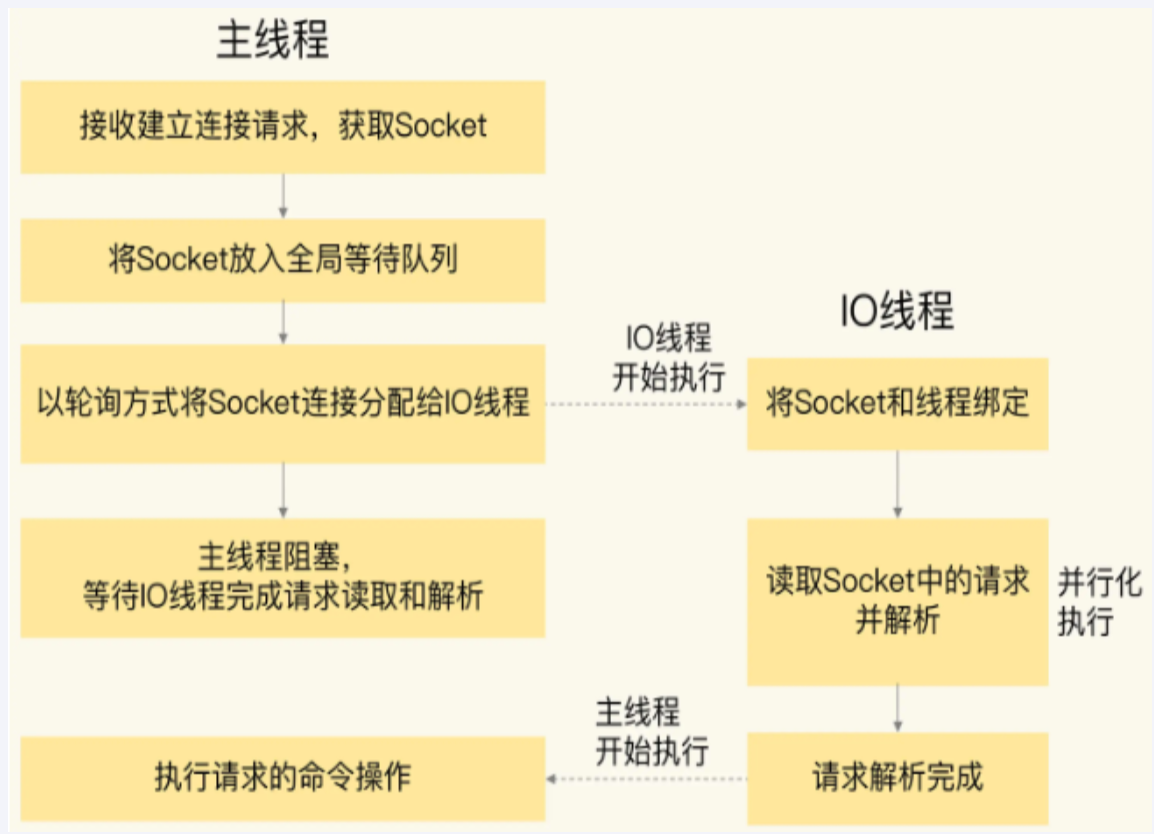 主线程
接收建立连接请求，获取Socket
将Socket放入全局等待队列
以轮询方式将Socket连接分配给IO线程
主线程阻塞，
等待IO线程完成请求读取和解析
IO线程
开始执行
IO线程
将Socket和线程绑定
读取Socket中的请求
并解析
并行化
执行
请求解析完成
主线程
开始执行
执行请求的命令操作